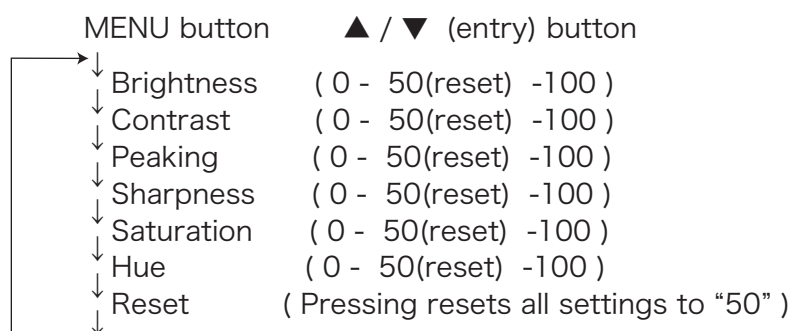 MENU button ▲ / ▼ (entry) button
Brightness ( 0 - 50(reset) -100 )
Contrast ( 0 - 50(reset) -100 )
Peaking ( 0 - 50(reset) -100 )
Sharpness ( 0 - 50(reset) -100 )
Saturation ( 0 - 50(reset) -100 )
Hue ( 0 - 50(reset) -100 )
Reset ( Pressing resets all settings to “50” )